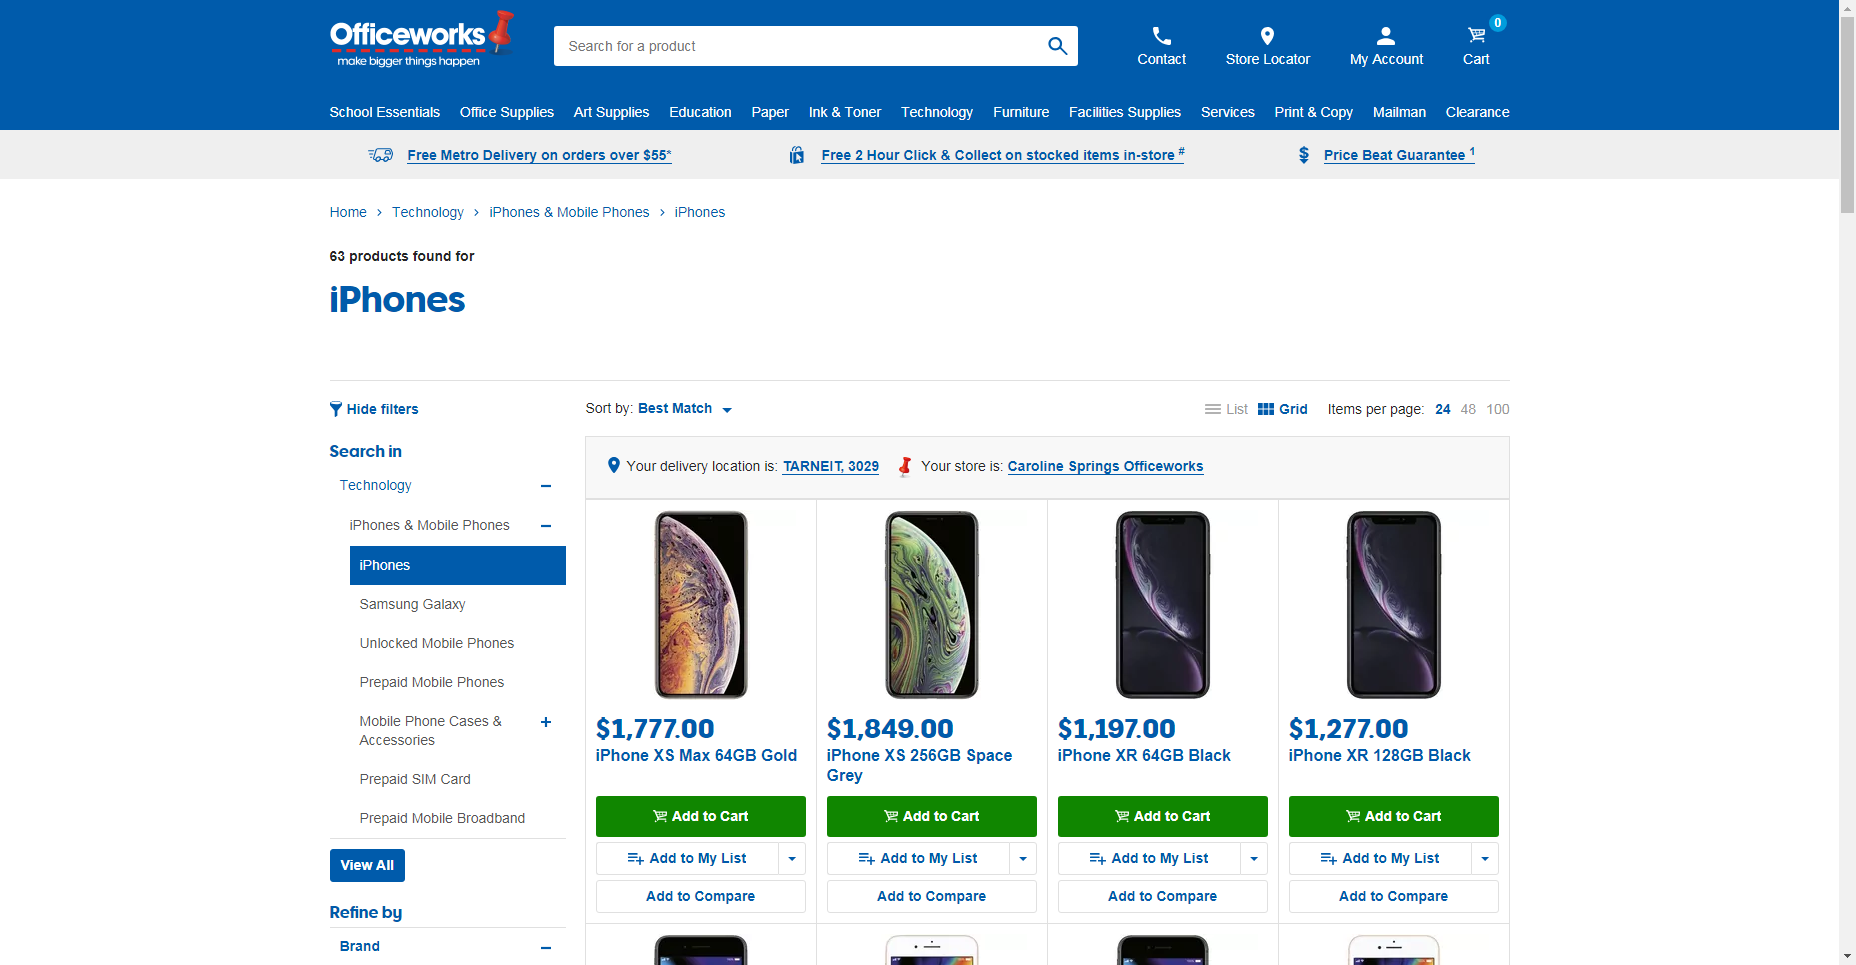 Officeworks
make bigger things happen
Search for a product
Contact
Store Locator
My Account
0
Cart
School Essentials Office Supplies Art Supplies Education Paper Ink & Toner Technology Furniture Facilities Supplies Services Print & Copy Mailman Clearance
Free Metro Delivery on orders over $55*
Free 2 Hour Click & Collect on stocked items in-store #
Price Beat Guarantee 1
Home > Technology > iPhones & Mobile Phones > iPhones
63 products found for
iPhones
Hide filters
Sort by: Best Match
List Grid Items per page: 24 48 100
Search in
Technology
iPhones & Mobile Phones
iPhones
Samsung Galaxy
Unlocked Mobile Phones
Prepaid Mobile Phones
Mobile Phone Cases &
Accessories
Prepaid SIM Card
Prepaid Mobile Broadband
View All
Refine by
Brand
Your delivery location is: TARNEIT, 3029 Your store is: Caroline Springs Officeworks
$1,777.00
iPhone XS Max 64GB Gold
Add to Cart
Add to My List
Add to Compare
$1,849.00
iPhone XS 256GB Space
Grey
Add to Cart
Add to My List
Add to Compare
$1,197.00
iPhone XR 64GB Black
Add to Cart
Add to My List
Add to Compare
$1,277.00
iPhone XR 128GB Black
Add to Cart
Add to My List
Add to Compare